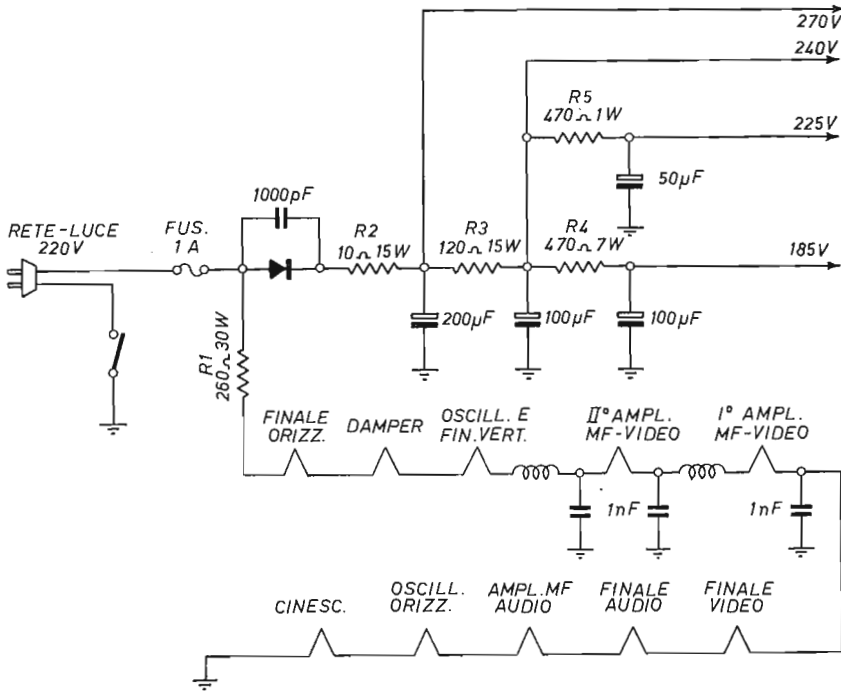 270V
240V
R5
470Ω 1W
225V
50µF
1000pF
RETE-LUCE
220V
FUS.
1 A
R2
10Ω 15W
R3
120Ω 15W
R4
470Ω 7W
185V
200µF
100µF
100µF
R1
260Ω 30W
FINALE
ORIZZ.
DAMPER
OSCILL. E
FIN. VERT.
II° AMPL.
MF-VIDEO
I° AMPL.
MF-VIDEO
1nF
1nF
CINESC.
OSCILL.
ORIZZ.
AMPL. MF
AUDIO
FINALE
AUDIO
FINALE
VIDEO